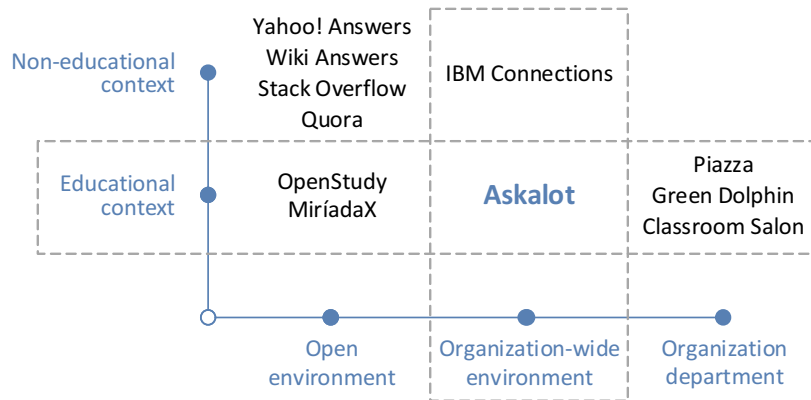 Non-educational
context
Yahoo! Answers
Wiki Answers
Stack Overflow
Quora
IBM Connections
Educational
context
OpenStudy
MiríadaX
Askalot
Piazza
Green Dolphin
Classroom Salon
Open
environment
Organization-wide
environment
Organization
department